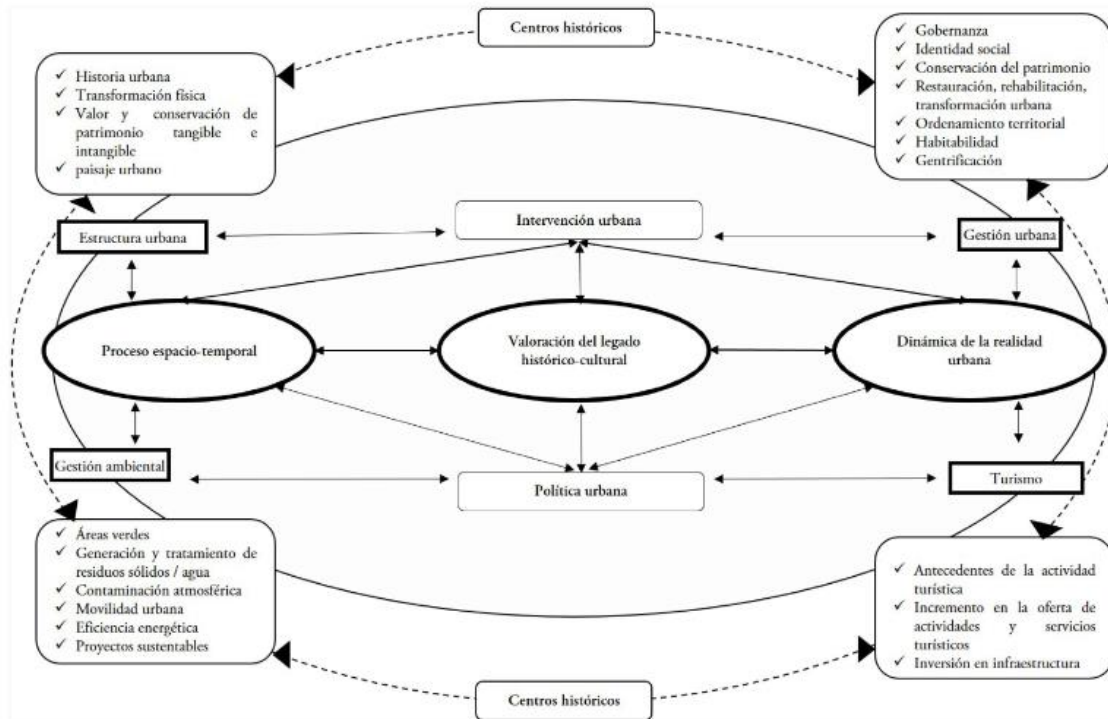 Centros históricos
✓ Historia urbana
✓ Transformación física
✓ Valor y conservación de
patrimonio tangible e
intangible
✓ paisaje urbano
✓ Gobernanza
✓ Identidad social
✓ Conservación del patrimonio
✓ Restauración, rehabilitación,
transformación urbana
✓ Ordenamiento territorial
✓ Habitabilidad
✓ Gentrificación
Estructura urbana
Intervención urbana
Gestión urbana
Proceso espacio-temporal
Valoración del legado
histórico-cultural
Dinámica de la realidad
urbana
Gestión ambiental
Política urbana
Turismo
✓ Áreas verdes
✓ Generación y tratamiento de
residuos sólidos / agua
✓ Contaminación atmosférica
✓ Movilidad urbana
✓ Eficiencia energética
✓ Proyectos sustentables
✓ Antecedentes de la actividad
turística
✓ Incremento en la oferta de
actividades y servicios
turísticos
✓ Inversión en infraestructura
Centros históricos